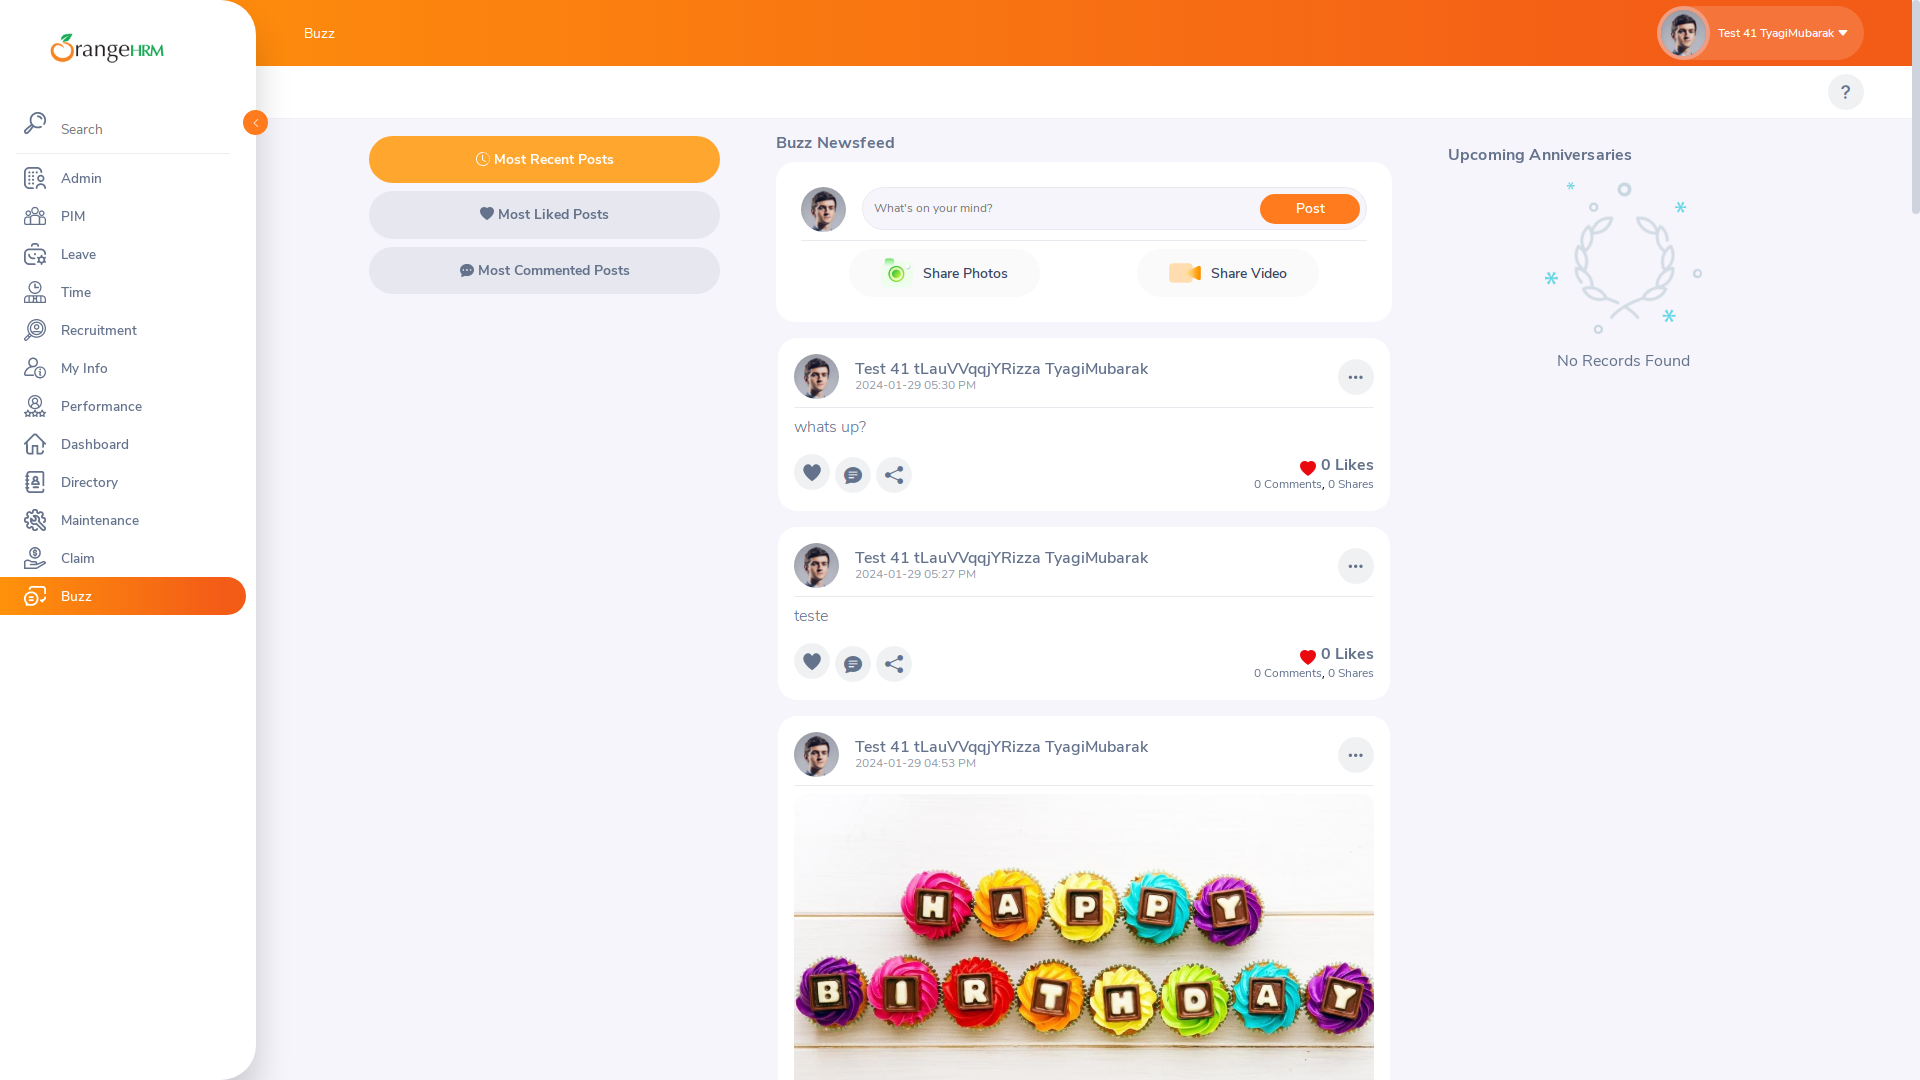 OrangeHRM
Search
Admin
PIM
Leave
Time
Recruitment
My Info
Performance
Dashboard
Directory
Maintenance
Claim
Buzz
Buzz
Test 41 TyagiMubarak
?
Most Recent Posts
Most Liked Posts
Most Commented Posts
Buzz Newsfeed
What's on your mind?
Post
Share Photos
Share Video
Test 41 tLauVVqqjYRizza TyagiMubarak
2024-01-29 05:30 PM
whats up?
0 Likes
0 Comments, 0 Shares
Test 41 tLauVVqqjYRizza TyagiMubarak
2024-01-29 05:27 PM
teste
0 Likes
0 Comments, 0 Shares
Test 41 tLauVVqqjYRizza TyagiMubarak
2024-01-29 04:53 PM
HAPPY
BIRTHDAY
Upcoming Anniversaries
No Records Found